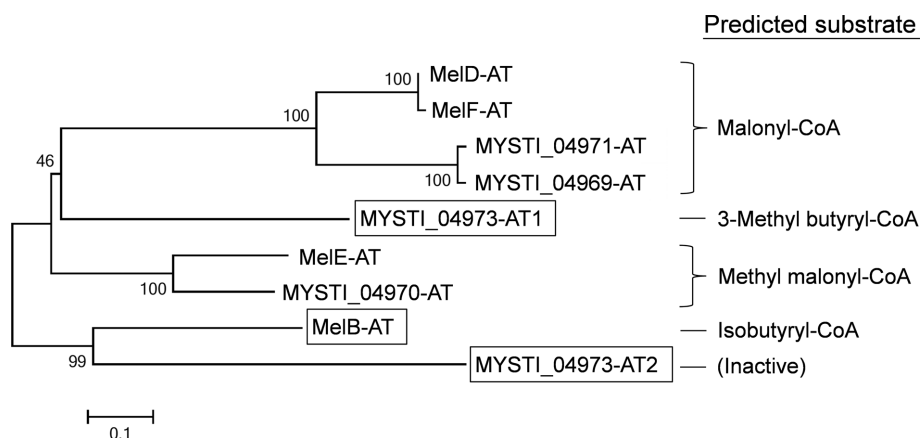 Predicted substrate
100 MelD-AT
MelF-AT
100
Malonyl-CoA
MYSTI_04971-AT
100 MYSTI_04969-AT
46
MYSTI_04973-AT1 3-Methyl butyryl-CoA
MelE-AT
100 MYSTI_04970-AT
Methyl malonyl-CoA
MelB-AT Isobutyryl-CoA
99
MYSTI_04973-AT2 (Inactive)
0.1